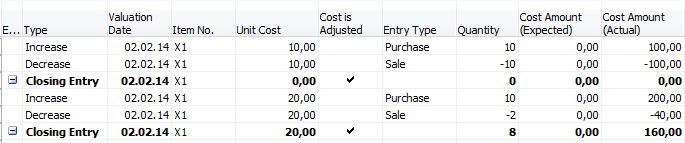 E... Type Valuation Date Item No. Unit Cost Cost is Adjusted Entry Type Quantity Cost Amount (Expected) Cost Amount (Actual)
Increase 02.02.14 X1 10,00 Purchase 10 0,00 100,00
Decrease 02.02.14 X1 10,00 Sale -10 0,00 -100,00
Closing Entry 02.02.14 X1 0,00 ✓ 0 0,00 0,00
Increase 02.02.14 X1 20,00 Purchase 10 0,00 200,00
Decrease 02.02.14 X1 20,00 Sale -2 0,00 -40,00
Closing Entry 02.02.14 X1 20,00 ✓ 8 0,00 160,00